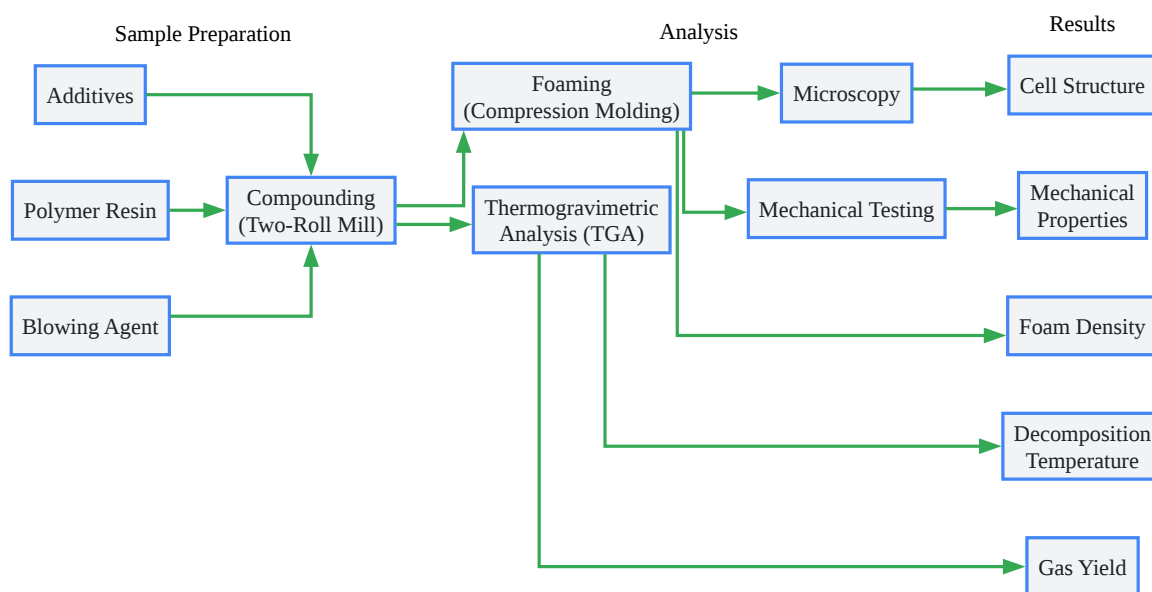 Sample Preparation
Analysis
Results
Additives
Polymer Resin
Blowing Agent
Compounding
(Two-Roll Mill)
Foaming
(Compression Molding)
Thermogravimetric
Analysis (TGA)
Microscopy
Mechanical Testing
Cell Structure
Mechanical
Properties
Foam Density
Decomposition
Temperature
Gas Yield